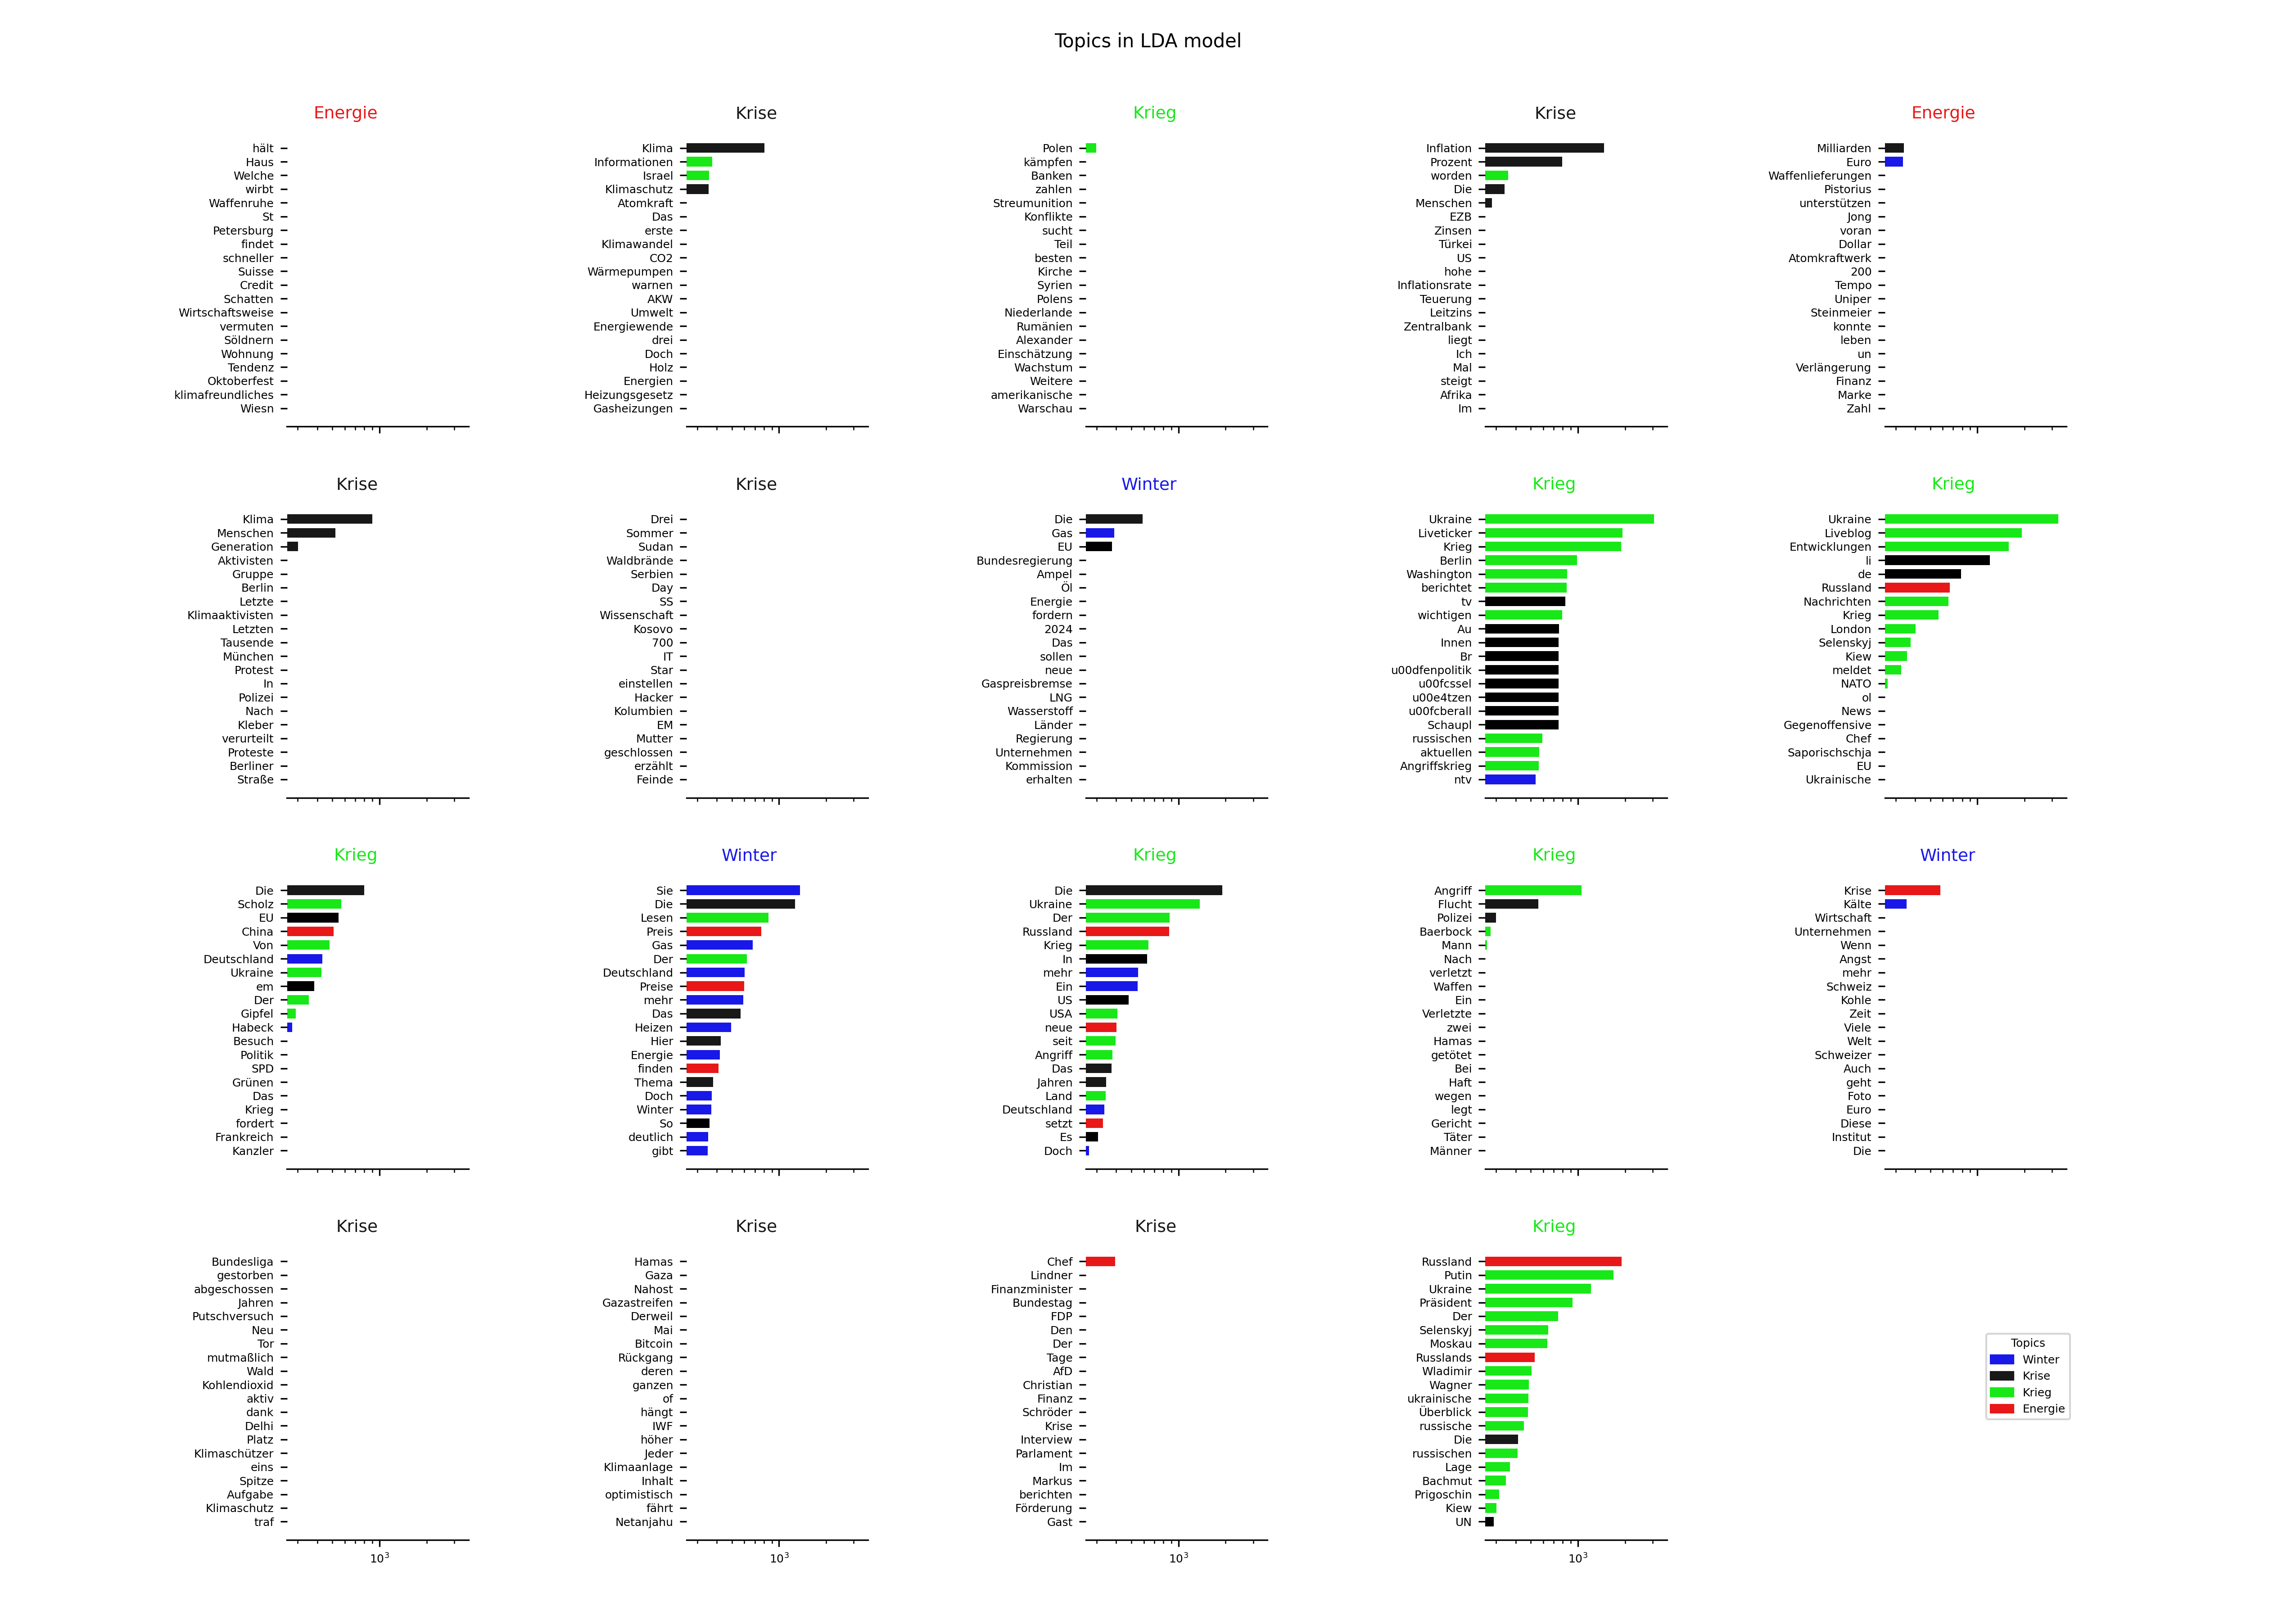 Topics in LDA model
Energie
hält
Haus
Welche
wirbt
Waffenruhe
St
Petersburg
findet
schneller
Suisse
Credit
Schatten
Wirtschaftsweise
vermuten
Söldnern
Wohnung
Tendenz
Oktoberfest
klimafreundliches
Wiesn
Krise
Klima
Informationen
Israel
Klimaschutz
Atomkraft
Das
erste
Klimawandel
CO2
Wärmepumpen
warnen
AKW
Umwelt
Energiewende
drei
Doch
Holz
Energien
Heizungsgesetz
Gasheizungen
Krieg
Polen
kämpfen
Banken
zahlen
Streumunition
Konflikte
sucht
Teil
besten
Kirche
Syrien
Polens
Niederlande
Rumänien
Alexander
Einschätzung
Wachstum
Weitere
amerikanische
Warschau
Krise
Inflation
Prozent
worden
Die
Menschen
EZB
Zinsen
Türkei
US
hohe
Inflationsrate
Teuerung
Leitzins
Zentralbank
liegt
Ich
Mal
steigt
Afrika
Im
Energie
Milliarden
Euro
Waffenlieferungen
Pistorius
unterstützen
Jong
voran
Dollar
Atomkraftwerk
200
Tempo
Uniper
Steinmeier
konnte
leben
un
Verlängerung
Finanz
Marke
Zahl
Krise
Klima
Menschen
Generation
Aktivisten
Gruppe
Berlin
Letzte
Klimaaktivisten
Letzten
Tausende
München
Protest
In
Polizei
Nach
Kleber
verurteilt
Proteste
Berliner
Straße
Krise
Drei
Sommer
Sudan
Waldbrände
Serbien
Day
SS
Wissenschaft
Kosovo
700
IT
Star
einstellen
Hacker
Kolumbien
EM
Mutter
geschlossen
erzählt
Feinde
Winter
Die
Gas
EU
Bundesregierung
Ampel
Öl
Energie
fordern
2024
Das
sollen
neue
Gaspreisbremse
LNG
Wasserstoff
Länder
Regierung
Unternehmen
Kommission
erhalten
Krieg
Ukraine
Liveticker
Krieg
Berlin
Washington
berichtet
tv
wichtigen
Au
Innen
Br
u00dfenpolitik
u00fcssel
u00e4tzen
u00fcberall
Schaupl
russischen
aktuellen
Angriffskrieg
ntv
Krieg
Ukraine
Liveblog
Entwicklungen
li
de
Russland
Nachrichten
Krieg
London
Selenskyj
Kiew
meldet
NATO
ol
News
Gegenoffensive
Chef
Saporischschja
EU
Ukrainische
Krieg
Die
Scholz
EU
China
Von
Deutschland
Ukraine
em
Der
Gipfel
Habeck
Besuch
Politik
SPD
Grünen
Das
Krieg
fordert
Frankreich
Kanzler
Winter
Sie
Die
Lesen
Preis
Gas
Der
Deutschland
Preise
mehr
Das
Heizen
Hier
Energie
finden
Thema
Doch
Winter
So
deutlich
gibt
Krieg
Die
Ukraine
Der
Russland
Krieg
In
mehr
Ein
US
USA
neue
seit
Angriff
Das
Jahren
Land
Deutschland
setzt
Es
Doch
Krieg
Angriff
Flucht
Polizei
Baerbock
Mann
Nach
verletzt
Waffen
Ein
Verletzte
zwei
Hamas
getötet
Bei
Haft
wegen
legt
Gericht
Täter
Männer
Winter
Krise
Kälte
Wirtschaft
Unternehmen
Wenn
Angst
mehr
Schweiz
Kohle
Zeit
Viele
Welt
Schweizer
Auch
geht
Foto
Euro
Diese
Institut
Die
Krise
Bundesliga
gestorben
abgeschossen
Jahren
Putschversuch
Neu
Tor
mutmaßlich
Wald
Kohlendioxid
aktiv
dank
Delhi
Platz
Klimaschützer
eins
Spitze
Aufgabe
Klimaschutz
traf
10³
Krise
Hamas
Gaza
Nahost
Gazastreifen
Derweil
Mai
Bitcoin
Rückgang
deren
ganzen
of
hängt
IWF
höher
Jeder
Klimaanlage
Inhalt
optimistisch
fährt
Netanjahu
10³
Krise
Chef
Lindner
Finanzminister
Bundestag
FDP
Den
Der
Tage
AfD
Christian
Finanz
Schröder
Krise
Interview
Parlament
Im
Markus
berichten
Förderung
Gast
10³
Krieg
Russland
Putin
Ukraine
Präsident
Der
Selenskyj
Moskau
Russlands
Wladimir
Wagner
ukrainische
Überblick
russische
Die
russischen
Lage
Bachmut
Prigoschin
Kiew
UN
10³
Topics
Winter
Krise
Krieg
Energie